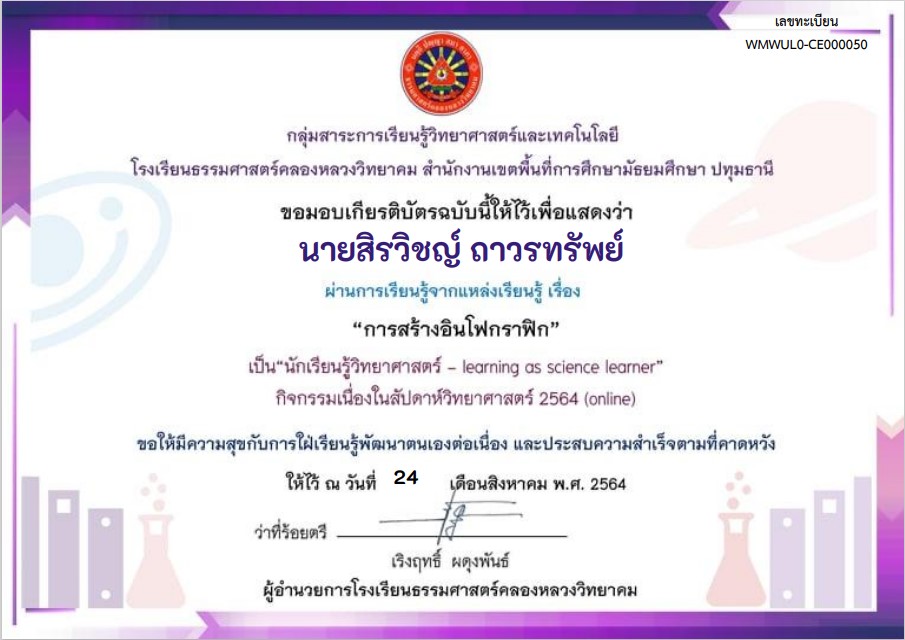 เลขทะเบียน
WMWUL0-CE000050
กลุ่มสาระการเรียนรู้วิทยาศาสตร์และเทคโนโลยี
โรงเรียนธรรมศาสตร์คลองหลวงวิทยาคม สำนักงานเขตพื้นที่การศึกษามัธยมศึกษา ปทุมธานี
ขอมอบเกียรติบัตรฉบับนี้ให้ไว้เพื่อแสดงว่า
นายสิรวิชญ์ ถาวรทรัพย์
ผ่านการเรียนรู้จากแหล่งเรียนรู้ เรื่อง
“การสร้างอินโฟกราฟิก”
เป็น“นักเรียนรู้วิทยาศาสตร์ – learning as science learner”
กิจกรรมเนื่องในสัปดาห์วิทยาศาสตร์ 2564 (online)
ขอให้มีความสุขกับการใฝ่เรียนรู้พัฒนาตนเองต่อเนื่อง และประสบความสำเร็จตามที่คาดหวัง
ให้ไว้ ณ วันที่ 24 เดือนสิงหาคม พ.ศ. 2564
ว่าที่ร้อยตรี
เริงฤทธิ์ ผดุงพันธ์
ผู้อำนวยการโรงเรียนธรรมศาสตร์คลองหลวงวิทยาคม